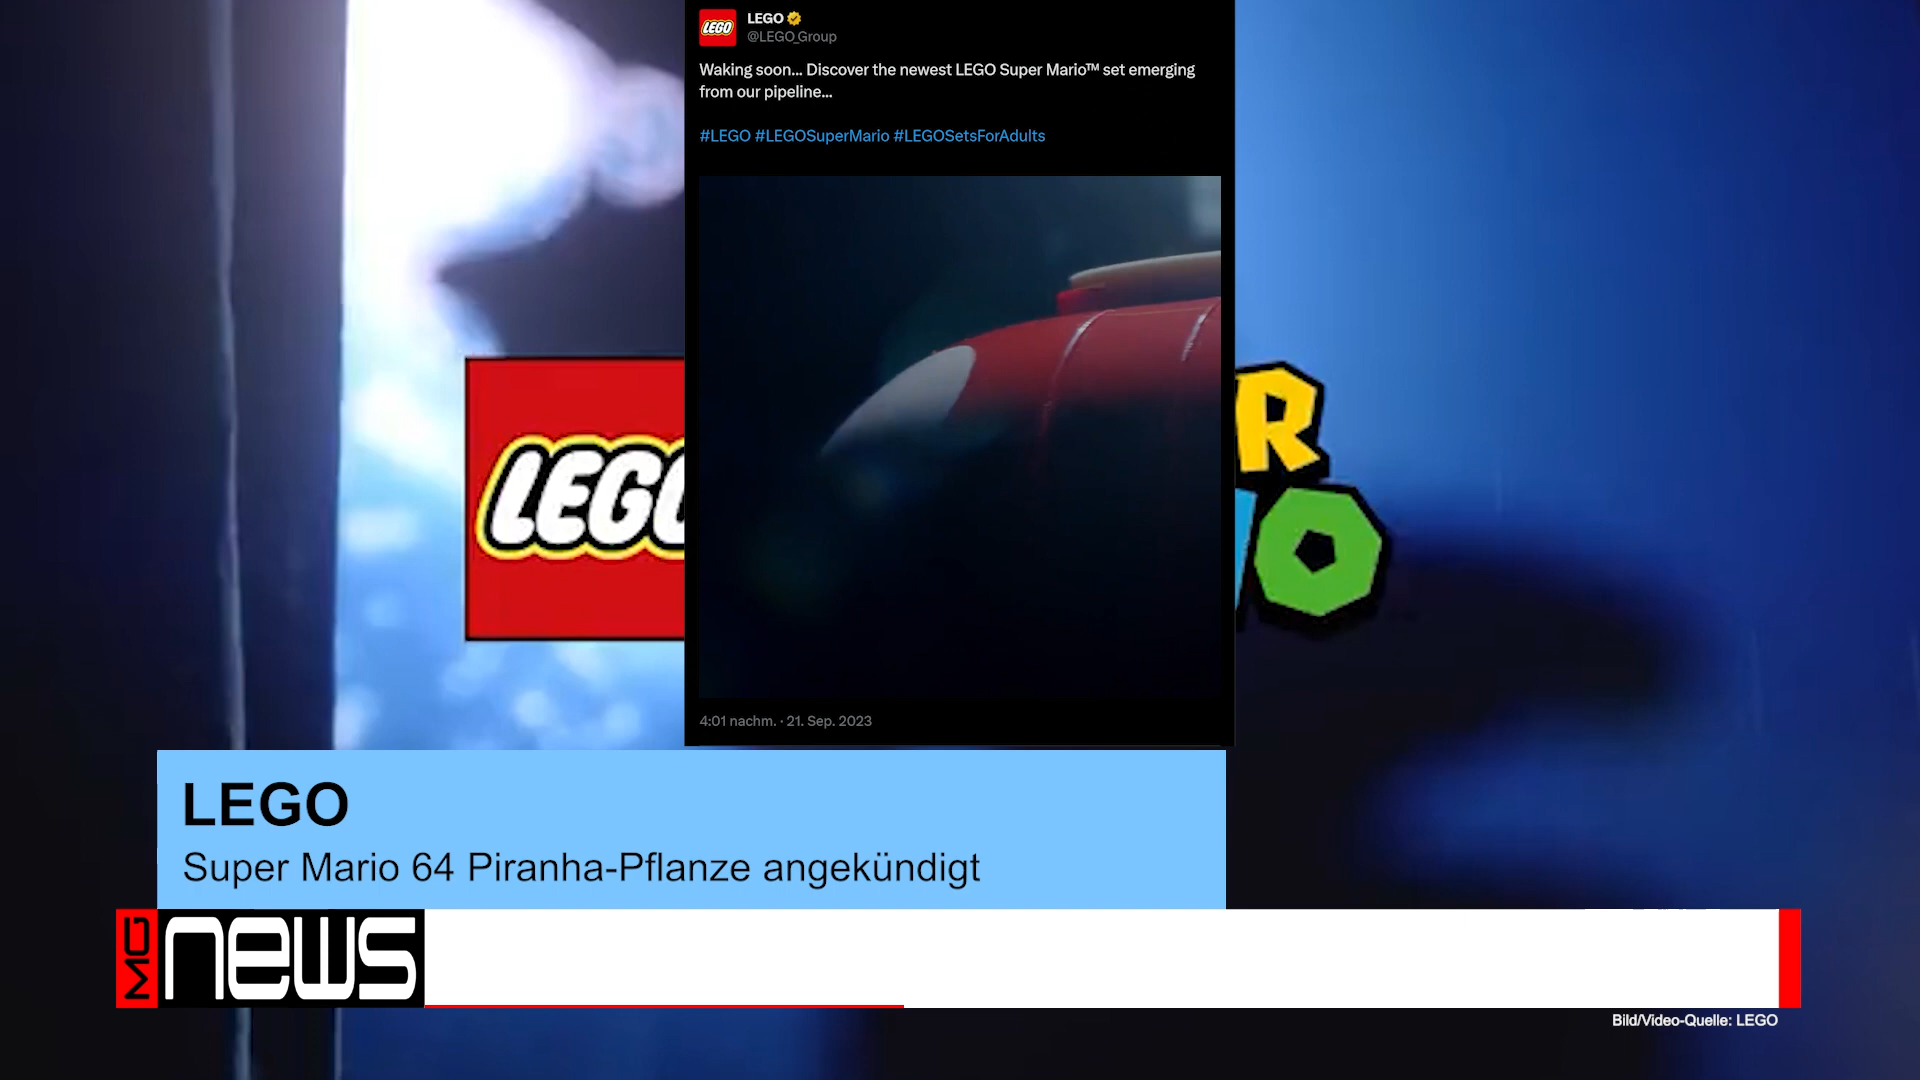 LEGO
LEGO
@LEGO_Group
Waking soon... Discover the newest LEGO Super Mario™ set emerging
from our pipeline...
#LEGO #LEGOSuperMario #LEGOSetsForAdults
4:01 nachm. · 21. Sep. 2023
LEGO
R
O
LEGO
Super Mario 64 Piranha-Pflanze angekündigt
MG
news
Bild/Video-Quelle: LEGO